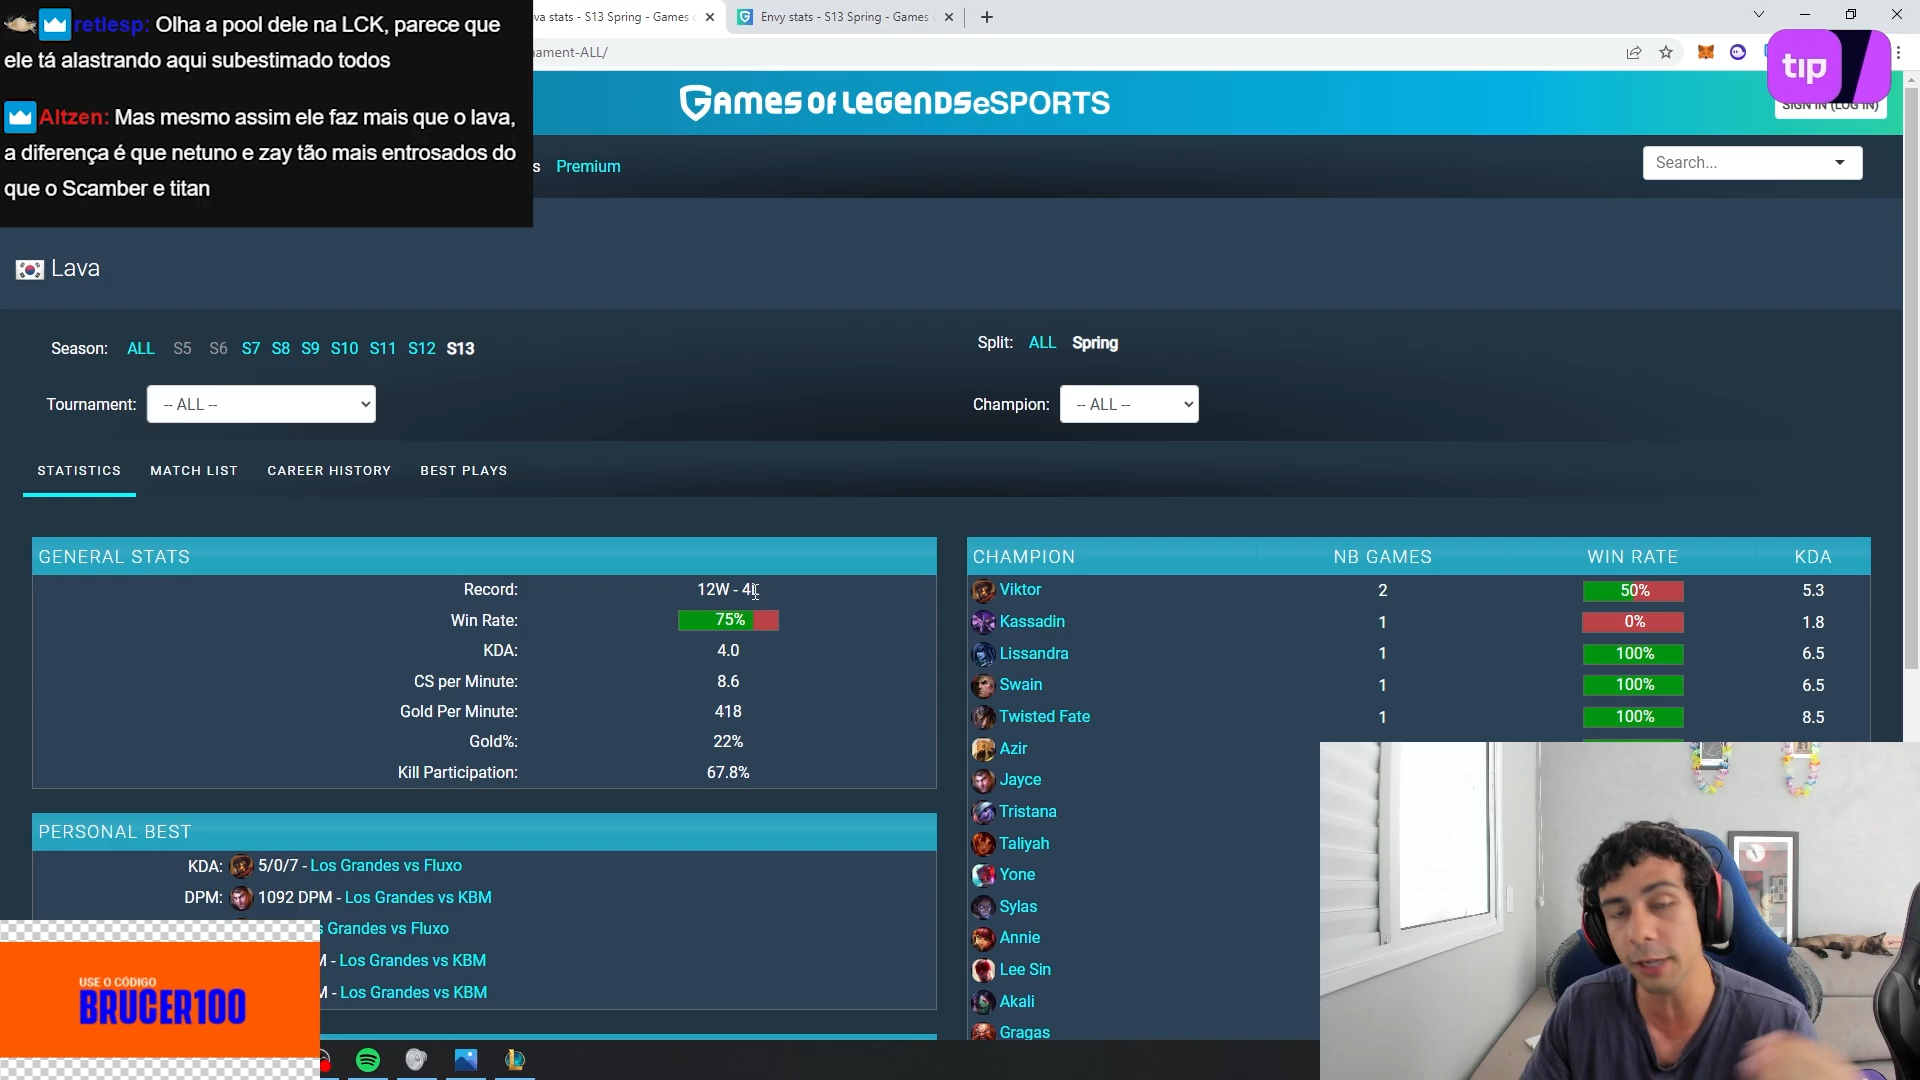 retlesp: Olha a pool dele na LCK, parece que
ele tá alastrando aqui subestimado todos
Altzen: Mas mesmo assim ele faz mais que o lava,
a diferença é que netuno e zay tão mais entrosados do
que o Scamber e titan
va stats - S13 Spring - Games
Envy stats - S13 Spring - Games
nament-ALL/
tip
GAMES OF LEGENDS eSPORTS
SIGN IN (LOG IN)
s Premium
Search...
Lava
Season: ALL S5 S6 S7 S8 S9 S10 S11 S12 S13
Split: ALL Spring
Tournament: -- ALL --
Champion: -- ALL --
STATISTICS MATCH LIST CAREER HISTORY BEST PLAYS
GENERAL STATS
Record: 12W - 4L
Win Rate: 75%
KDA: 4.0
CS per Minute: 8.6
Gold Per Minute: 418
Gold%: 22%
Kill Participation: 67.8%
PERSONAL BEST
KDA: 5/0/7 - Los Grandes vs Fluxo
DPM: 1092 DPM - Los Grandes vs KBM
s Grandes vs Fluxo
M - Los Grandes vs KBM
M - Los Grandes vs KBM
CHAMPION NB GAMES WIN RATE KDA
Viktor 2 50% 5.3
Kassadin 1 0% 1.8
Lissandra 1 100% 6.5
Swain 1 100% 6.5
Twisted Fate 1 100% 8.5
Azir
Jayce
Tristana
Taliyah
Yone
Sylas
Annie
Lee Sin
Akali
Gragas
USE O CÓDIGO
BRUCER100